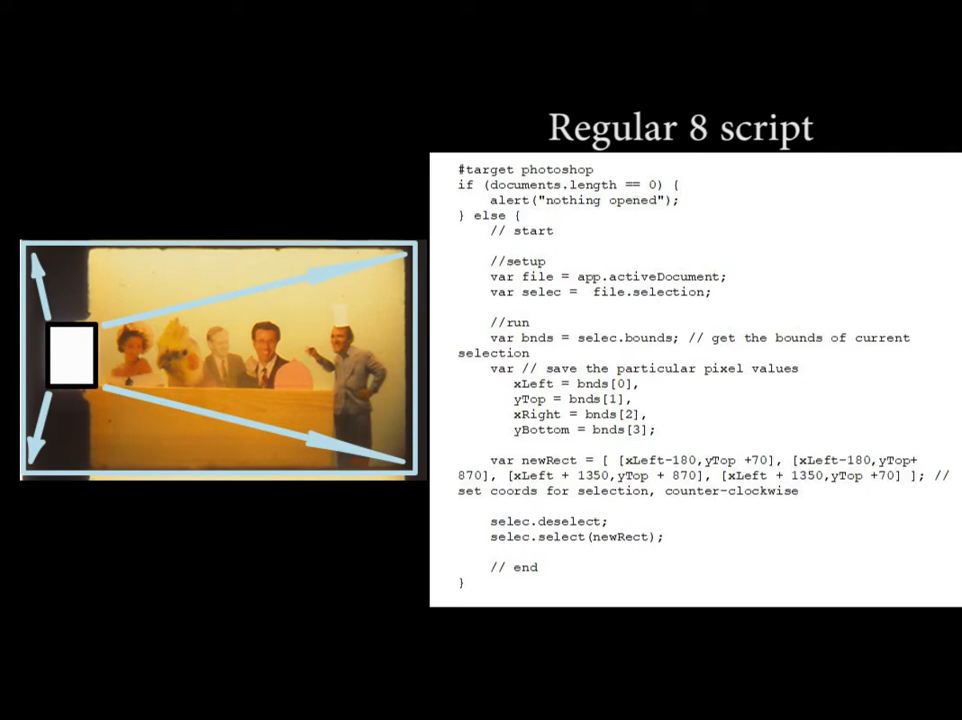 Regular 8 script
#target photoshop
if (documents.length == 0) {
    alert("nothing opened");
} else {
    // start
    //setup
    var file = app.activeDocument;
    var selec =  file.selection;
    //run
    var bnds = selec.bounds; // get the bounds of current
selection
    var // save the particular pixel values
       xLeft = bnds[0],
       yTop = bnds[1],
       xRight = bnds[2],
       yBottom = bnds[3];
    var newRect = [ [xLeft-180,yTop +70], [xLeft-180,yTop+
870], [xLeft + 1350,yTop + 870], [xLeft + 1350,yTop +70] ]; //
set coords for selection, counter-clockwise
    selec.deselect;
    selec.select(newRect);
    // end
}